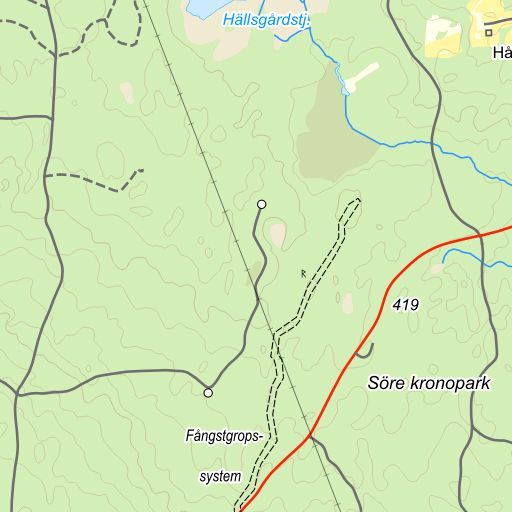 Hällsgårdstj.
Hå
419
Söre kronopark
Fångstgrops-
system
R